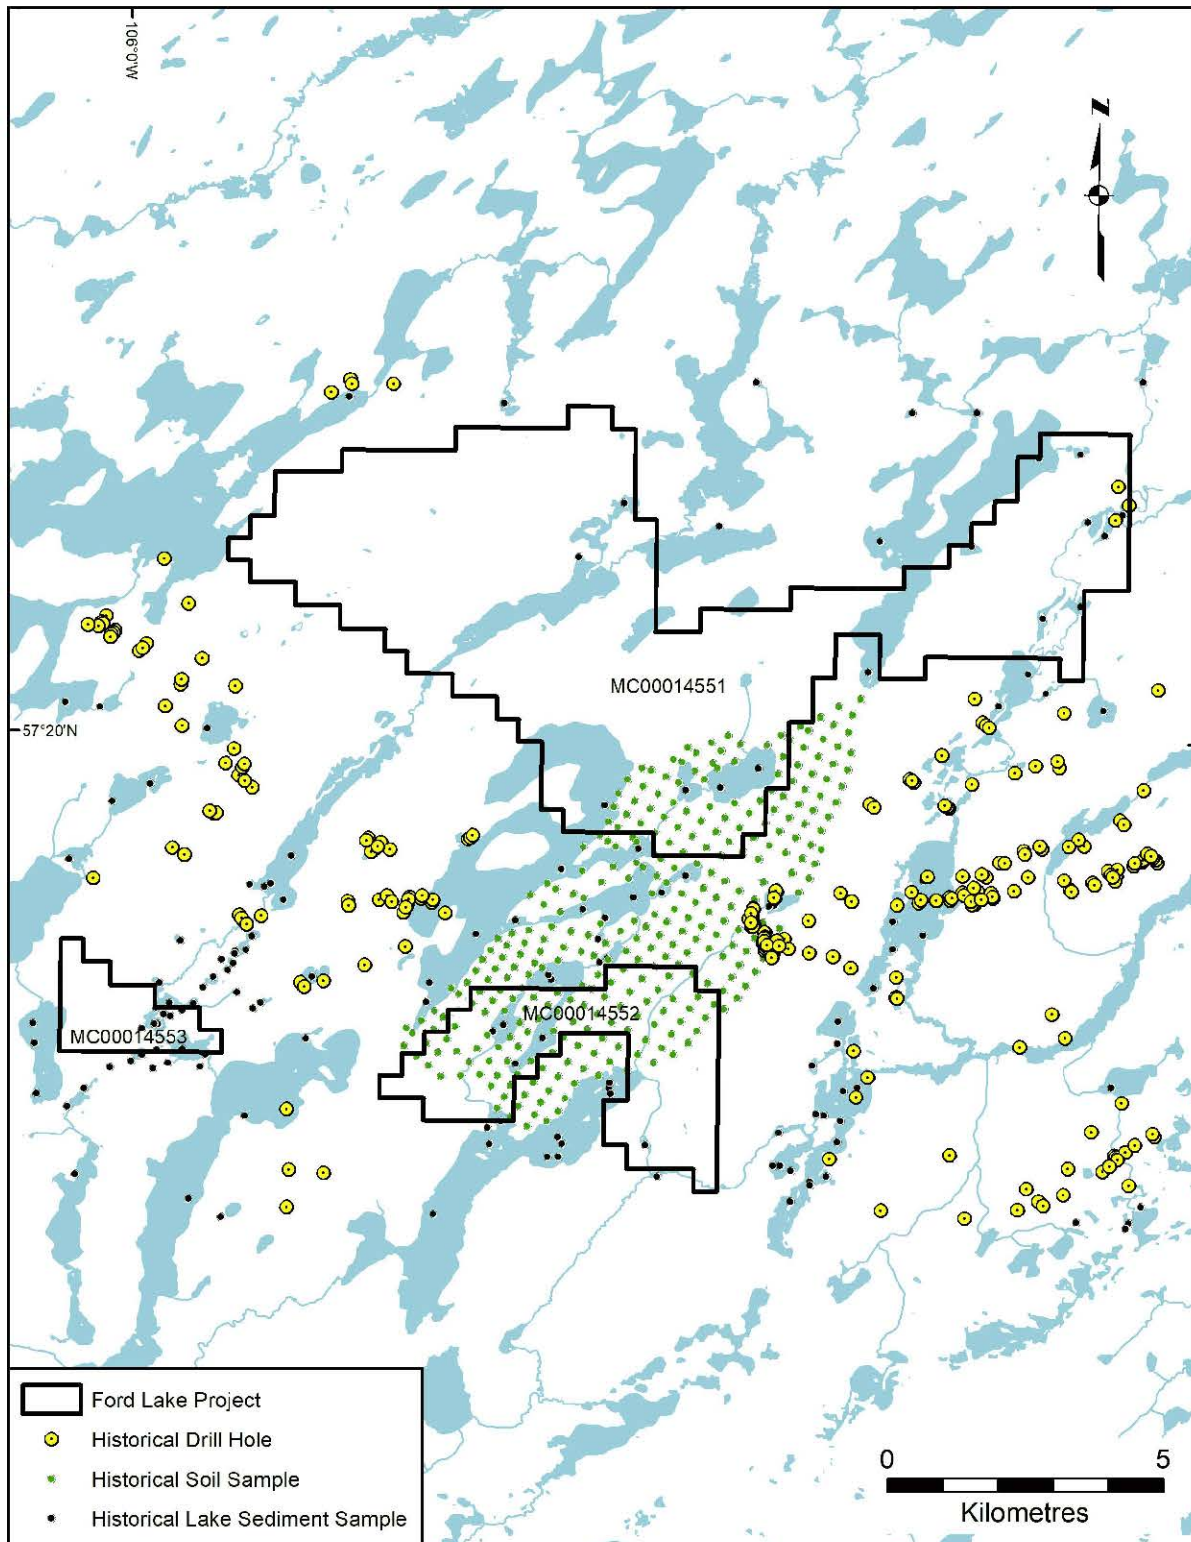 106°0'W
N
MC00014551
57°20'N
MC00014552
MC00014553
Ford Lake Project
Historical Drill Hole
Historical Soil Sample
Historical Lake Sediment Sample
0 5
Kilometres